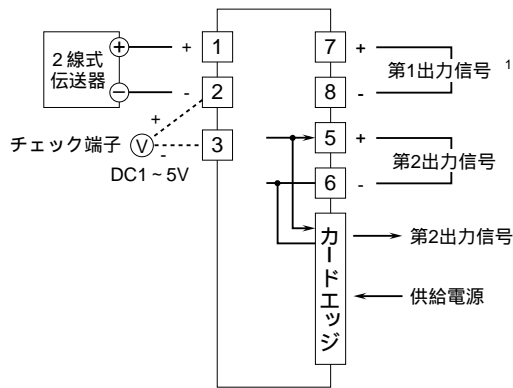 2線式
伝送器
+
−
+
-
1
2
3
+
-
チェック端子
V
DC1~5V
7
8
5
6
+
-
第1出力信号 1
+
-
第2出力信号
カードエッジ
第2出力信号
供給電源